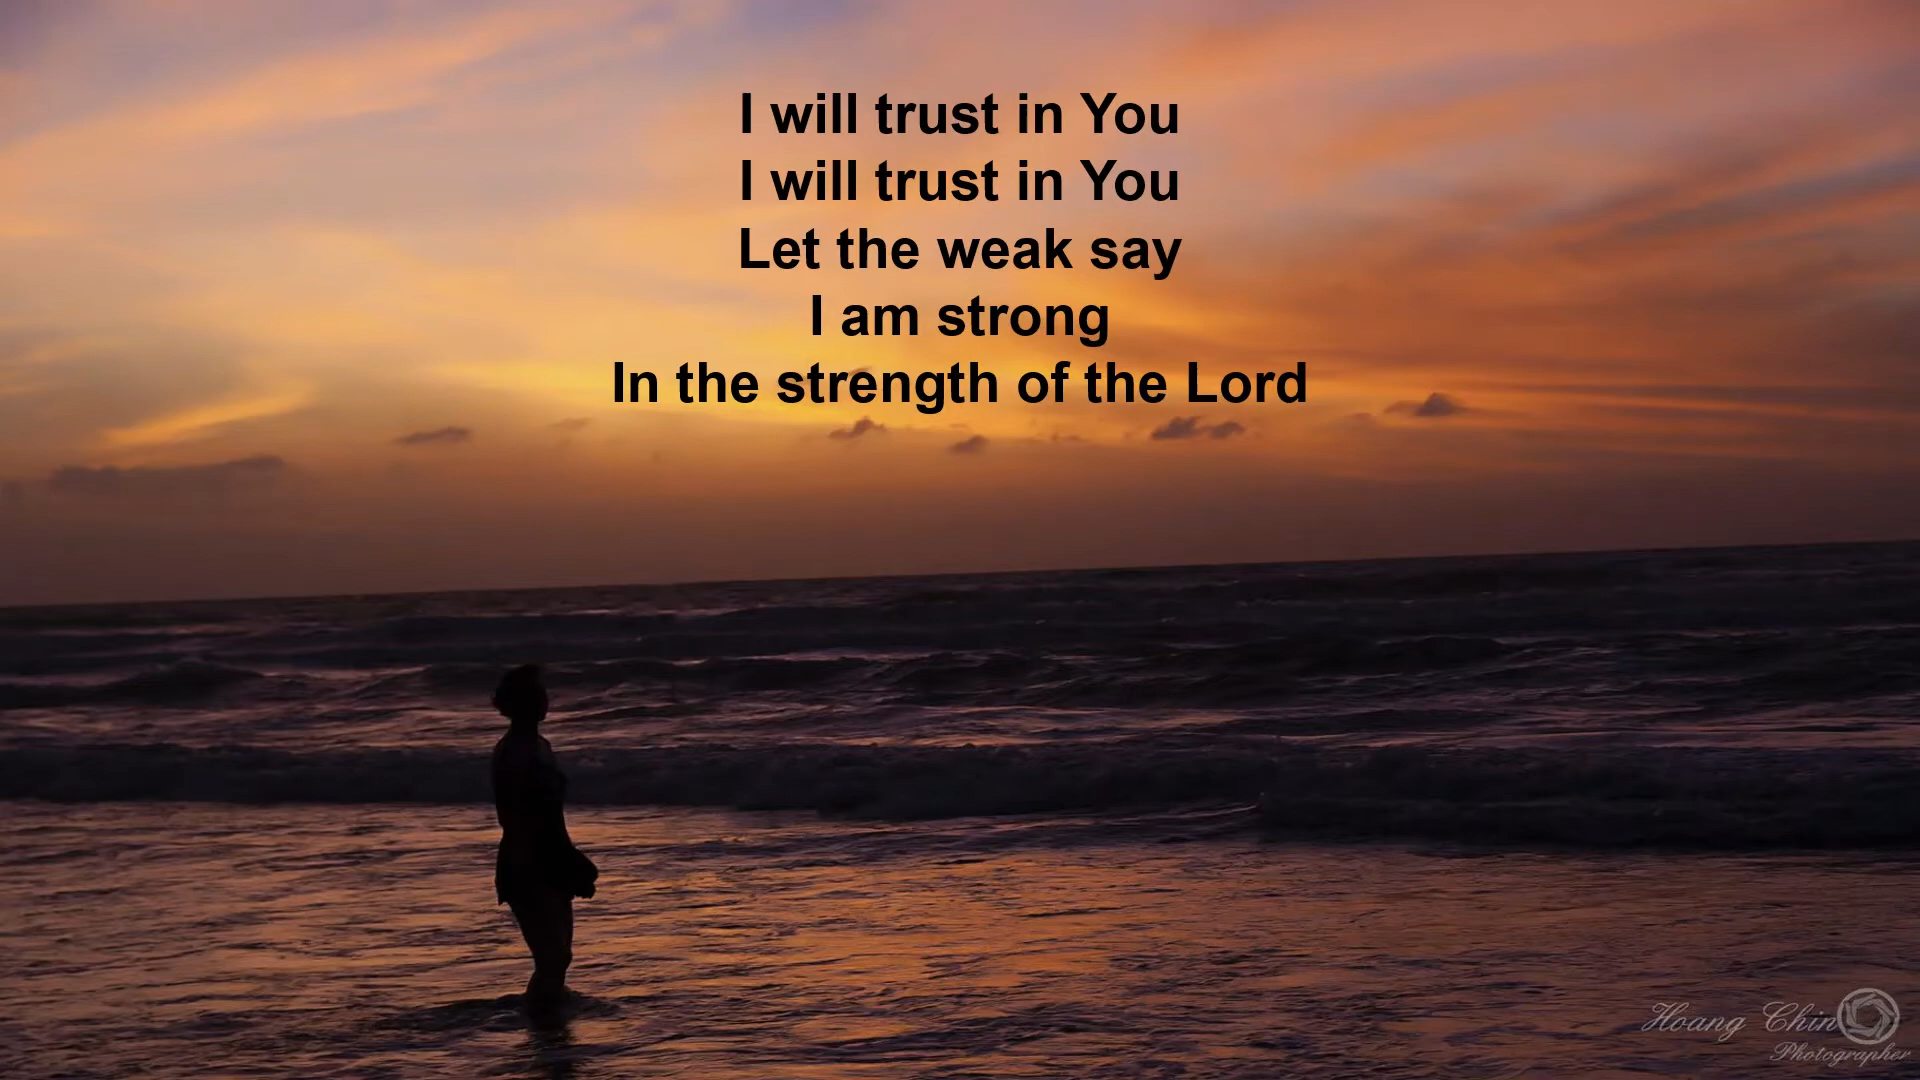 I will trust in You
I will trust in You
Let the weak say
I am strong
In the strength of the Lord
Hoang Chin
Photographer